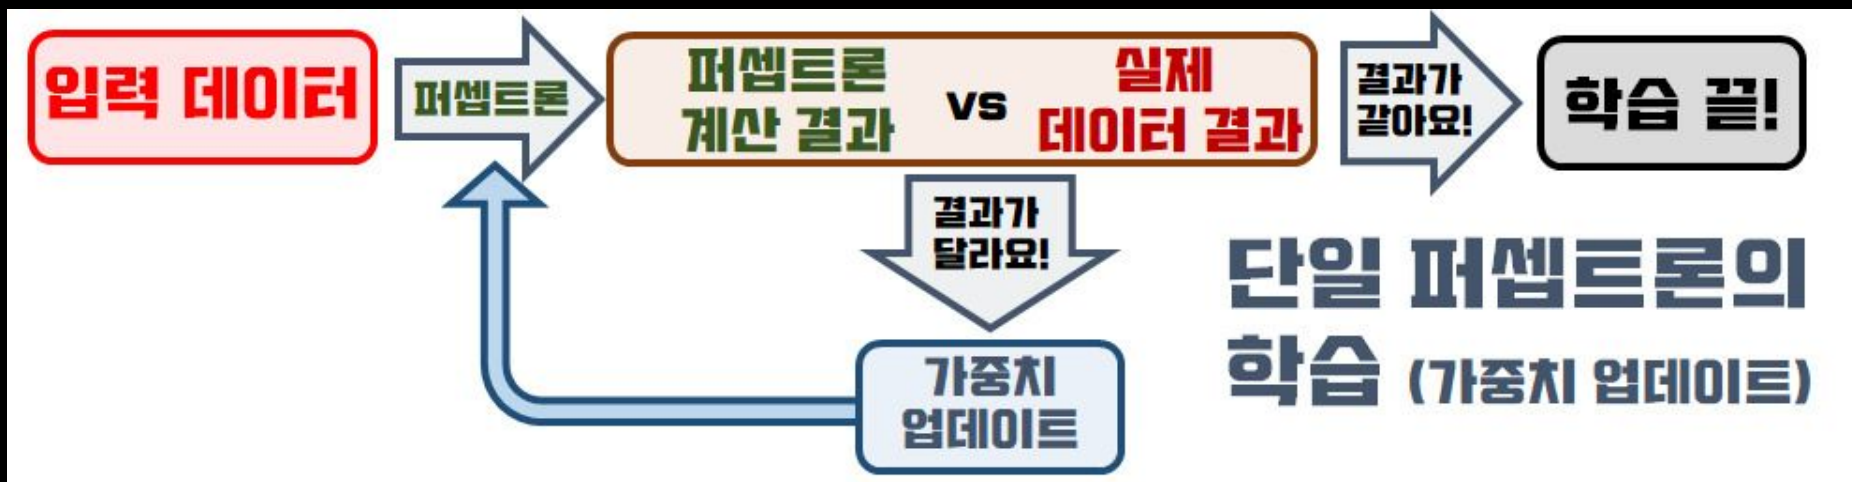 입력 데이터
퍼셉트론
퍼셉트론
계산 결과
vs
실제
데이터 결과
결과가
같아요!
학습 끝!
결과가
달라요!
가중치
업데이트
단일 퍼셉트론의
학습 (가중치 업데이트)